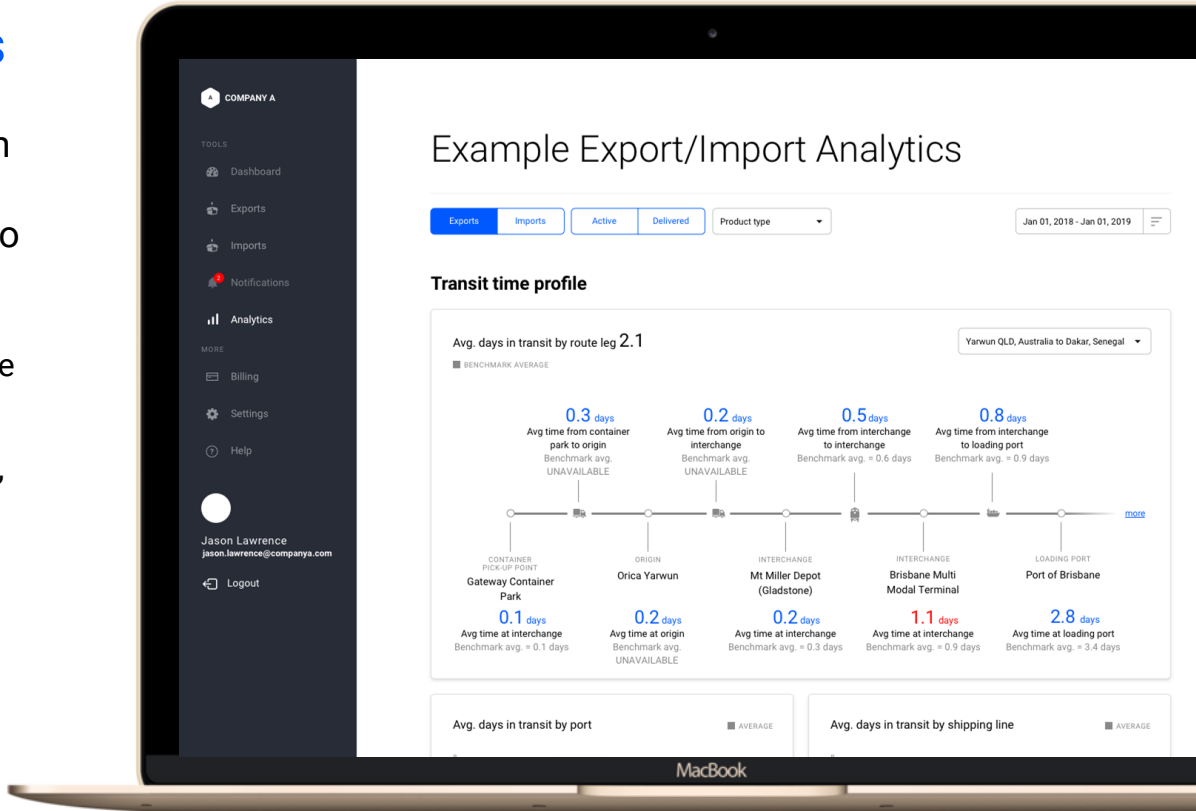 COMPANY A
TOOLS
Dashboard
Exports
Imports
2
Notifications
Analytics
MORE
Billing
Settings
Help
Jason Lawrence
jason.lawrence@companya.com
Logout
Example Export/Import Analytics
Exports Imports Active Delivered Product type Jan 01, 2018 - Jan 01, 2019
Transit time profile
Avg. days in transit by route leg 2.1
Yarwun QLD, Australia to Dakar, Senegal
BENCHMARK AVERAGE
0.3 days
Avg time from container
park to origin
Benchmark avg.
UNAVAILABLE
0.2 days
Avg time from origin to
interchange
Benchmark avg.
UNAVAILABLE
0.5 days
Avg time from interchange
to interchange
Benchmark avg. = 0.6 days
0.8 days
Avg time from interchange
to loading port
Benchmark avg. = 0.9 days
more
CONTAINER
PICK-UP POINT
Gateway Container
Park
0.1 days
Avg time at interchange
Benchmark avg. = 0.1 days
ORIGIN
Orica Yarwun
0.2 days
Avg time at origin
Benchmark avg.
UNAVAILABLE
INTERCHANGE
Mt Miller Depot
(Gladstone)
0.2 days
Avg time at interchange
Benchmark avg. = 0.3 days
INTERCHANGE
Brisbane Multi
Modal Terminal
1.1 days
Avg time at interchange
Benchmark avg. = 0.9 days
LOADING PORT
Port of Brisbane
2.8 days
Avg time at loading port
Benchmark avg. = 3.4 days
Avg. days in transit by port
AVERAGE
Avg. days in transit by shipping line
AVERAGE
MacBook